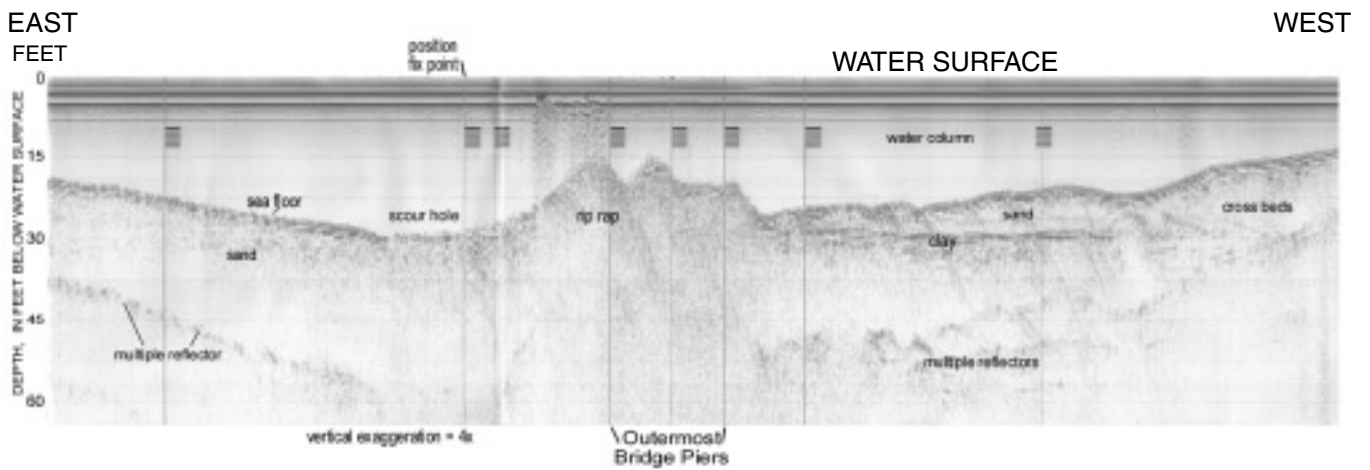 EAST
WEST
FEET
position
fix point
WATER SURFACE
0
DEPTH, IN FEET BELOW WATER SURFACE
water column
15
sea floor
scour hole
rip rap
sand
cross beds
30
sand
clay
45
multiple reflector
multiple reflectors
60
vertical exaggeration = 4x
Outermost
Bridge Piers